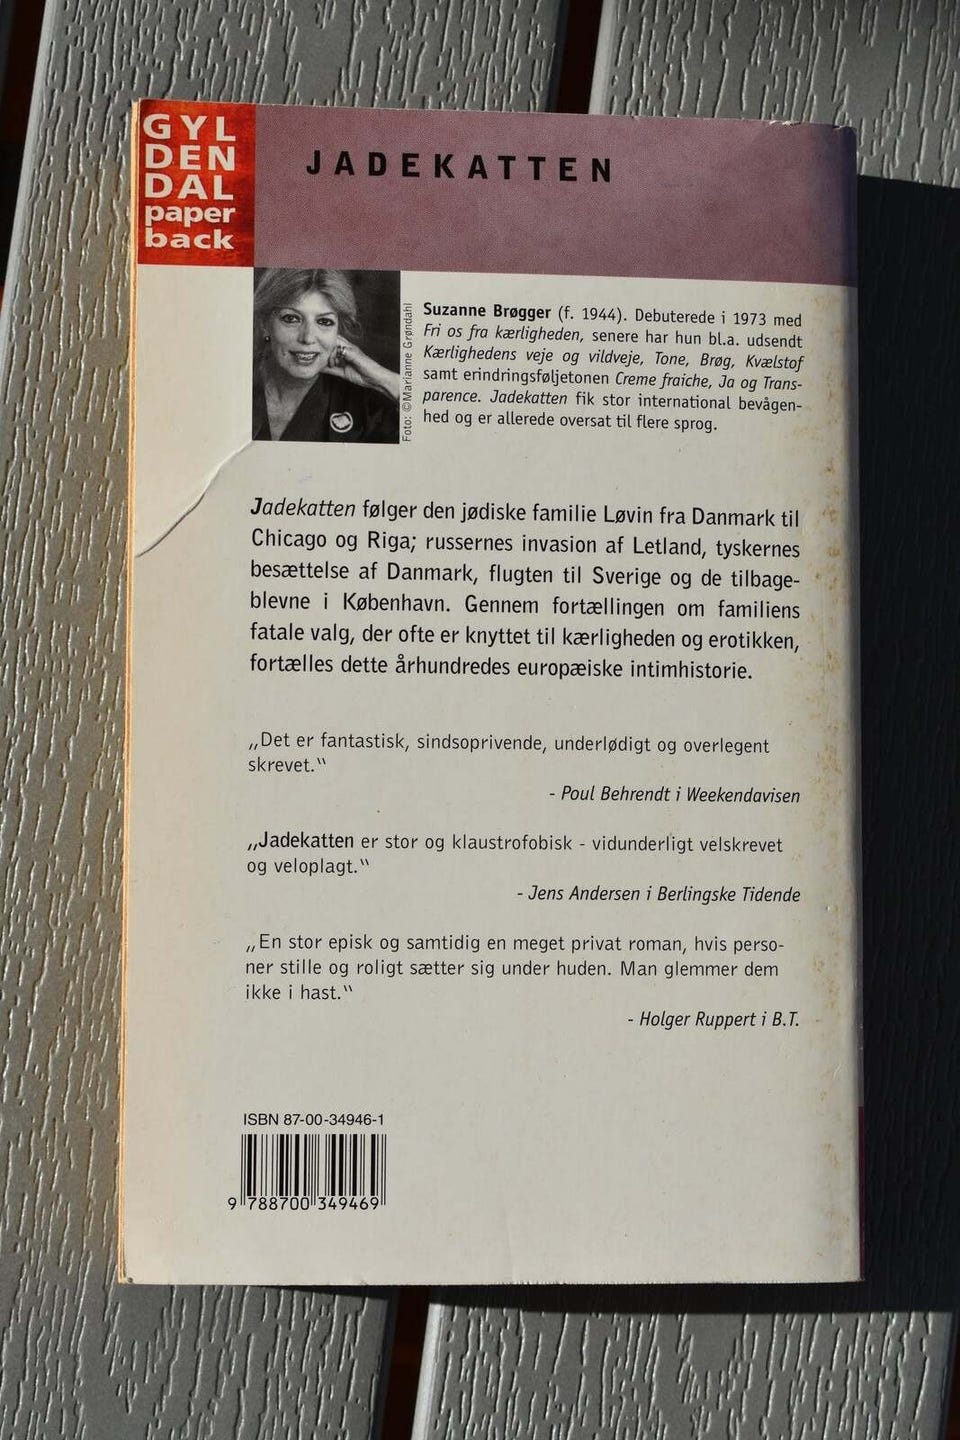 GYL
DEN
DAL
paper
back
JADEKATTEN
Foto: ©Marianne Grøndahl
Suzanne Brøgger (f. 1944). Debuterede i 1973 med
Fri os fra kærligheden, senere har hun bl.a. udsendt
Kærlighedens veje og vildveje, Tone, Brøg, Kvælstof
samt erindringsføljetonen Creme fraiche, Ja og Trans-
parence. Jadekatten fik stor international bevågen-
hed og er allerede oversat til flere sprog.
Jadekatten følger den jødiske familie Løvin fra Danmark til
Chicago og Riga; russernes invasion af Letland, tyskernes
besættelse af Danmark, flugten til Sverige og de tilbage-
blevne i København. Gennem fortællingen om familiens
fatale valg, der ofte er knyttet til kærligheden og erotikken,
fortælles dette århundredes europæiske intimhistorie.
„Det er fantastisk, sindsoprivende, underlødigt og overlegent
skrevet."
- Poul Behrendt i Weekendavisen
„Jadekatten er stor og klaustrofobisk - vidunderligt velskrevet
og veloplagt."
- Jens Andersen i Berlingske Tidende
„En stor episk og samtidig en meget privat roman, hvis perso-
ner stille og roligt sætter sig under huden. Man glemmer dem
ikke i hast."
- Holger Ruppert i B.T.
ISBN 87-00-34946-1
9 788700 349469